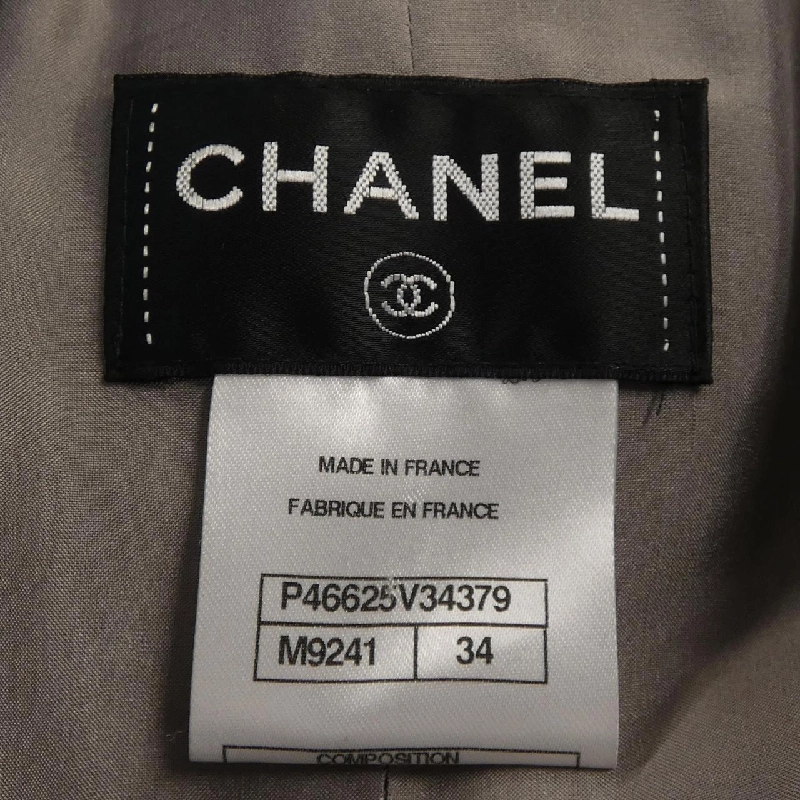 CHANEL
MADE IN FRANCE
FABRIQUE EN FRANCE
P46625V34379
M9241 34
COMPOSITION